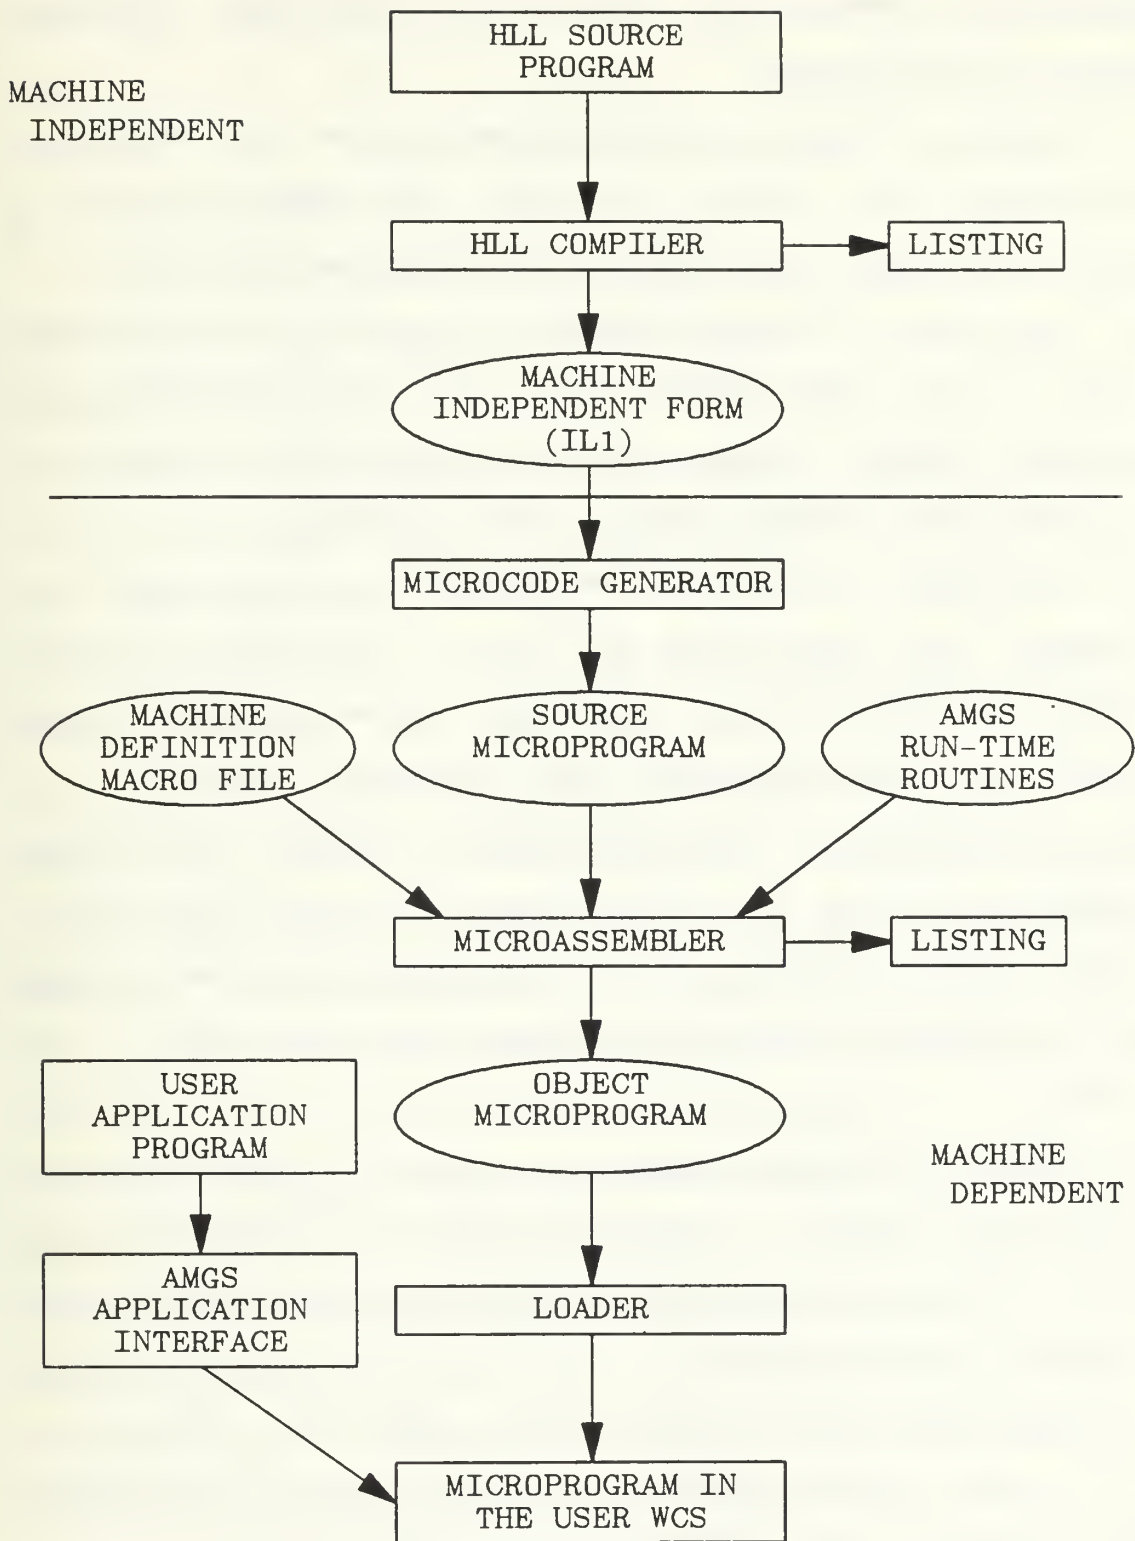 HLL SOURCE
PROGRAM
MACHINE
INDEPENDENT
HLL COMPILER
LISTING
MACHINE
INDEPENDENT FORM
(IL1)
MICROCODE GENERATOR
MACHINE
DEFINITION
MACRO FILE
SOURCE
MICROPROGRAM
AMGS
RUN-TIME
ROUTINES
MICROASSEMBLER
LISTING
USER
APPLICATION
PROGRAM
OBJECT
MICROPROGRAM
MACHINE
DEPENDENT
AMGS
APPLICATION
INTERFACE
LOADER
MICROPROGRAM IN
THE USER WCS